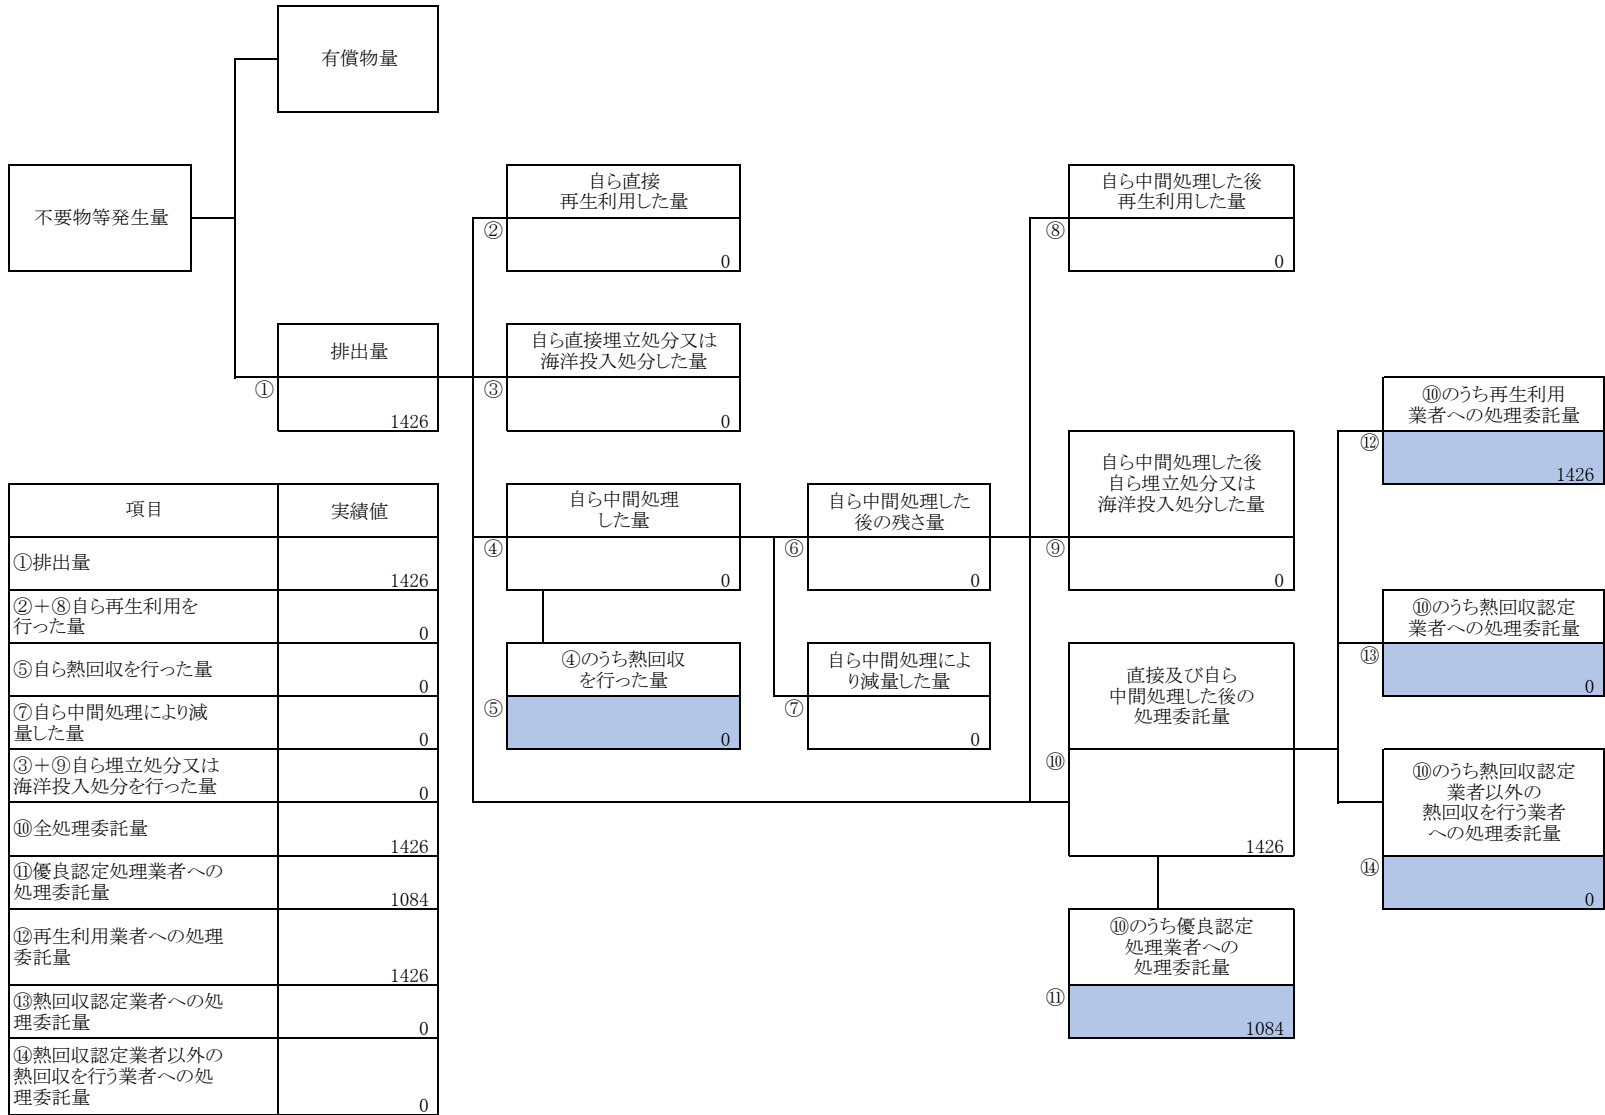 有償物量
不要物等発生量
自ら直接
再生利用した量
②
0
自ら中間処理した後
再生利用した量
⑧
0
排出量
①
1426
自ら直接埋立処分又は
海洋投入処分した量
③
0
⑩のうち再生利用
業者への処理委託量
⑫
1426
自ら中間処理
した量
④
0
自ら中間処理した
後の残さ量
⑥
0
自ら中間処理した後
自ら埋立処分又は
海洋投入処分した量
⑨
0
⑩のうち熱回収認定
業者への処理委託量
⑬
0
④のうち熱回収
を行った量
⑤
0
自ら中間処理によ
り減量した量
⑦
0
直接及び自ら
中間処理した後の
処理委託量
⑩
1426
⑩のうち熱回収認定
業者以外の
熱回収を行う業者
への処理委託量
⑭
0
⑩のうち優良認定
処理業者への
処理委託量
⑪
1084
項目 実績値
①排出量
1426
②＋⑧自ら再生利用を
行った量
0
⑤自ら熱回収を行った量
0
⑦自ら中間処理により減
量した量
0
③＋⑨自ら埋立処分又は
海洋投入処分を行った量
0
⑩全処理委託量
1426
⑪優良認定処理業者への
処理委託量
1084
⑫再生利用業者への処理
委託量
1426
⑬熱回収認定業者への処
理委託量
0
⑭熱回収認定業者以外の
熱回収を行う業者への処
理委託量
0